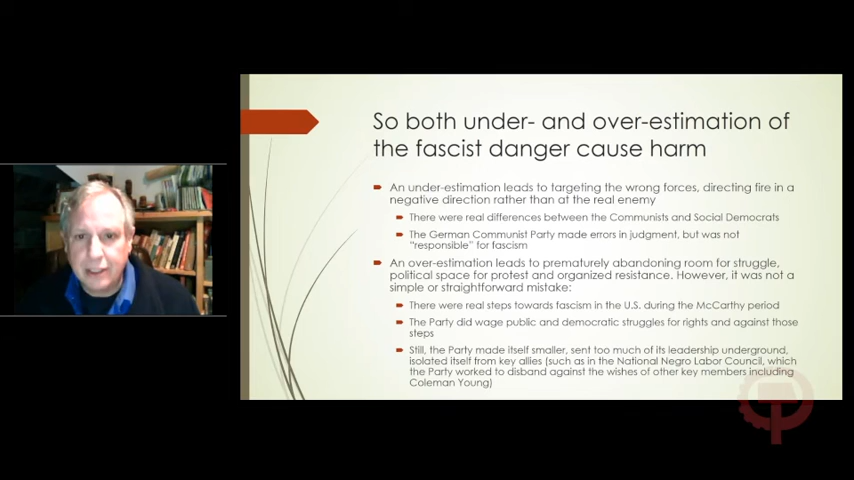 So both under- and over-estimation of
the fascist danger cause harm
An under-estimation leads to targeting the wrong forces, directing fire in a
negative direction rather than at the real enemy
There were real differences between the Communists and Social Democrats
The German Communist Party made errors in judgment, but was not
"responsible" for fascism
An over-estimation leads to prematurely abandoning room for struggle,
political space for protest and organized resistance. However, it was not a
simple or straightforward mistake:
There were real steps towards fascism in the U.S. during the McCarthy period
The Party did wage public and democratic struggles for rights and against those
steps
Still, the Party made itself smaller, sent too much of its leadership underground,
isolated itself from key allies (such as in the National Negro Labor Council, which
the Party worked to disband against the wishes of other key members including
Coleman Young)